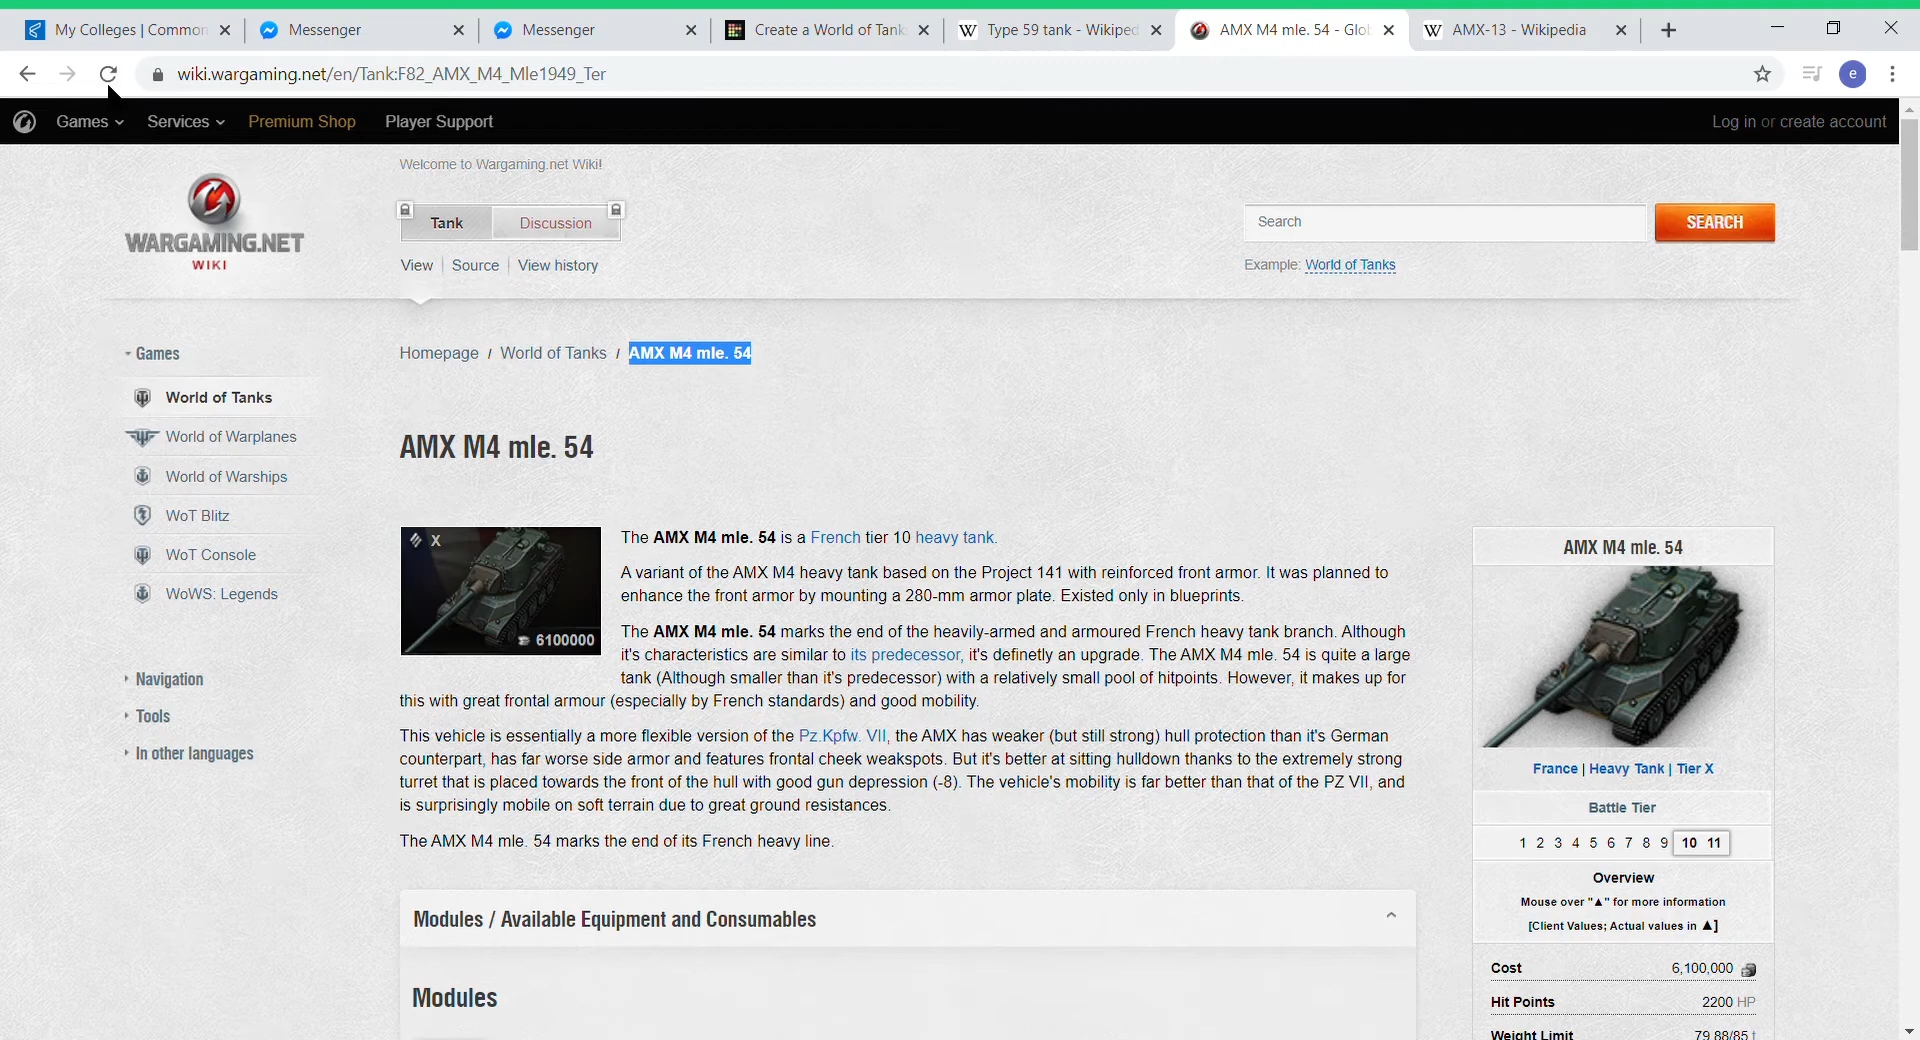 My Colleges | Common
Messenger
Messenger
Create a World of Tanks
Type 59 tank - Wikiped
AMX M4 mle. 54 - Glob
AMX-13 - Wikipedia
wiki.wargaming.net/en/Tank:F82_AMX_M4_Mle1949_Ter
e
Games
Services
Premium Shop
Player Support
Log in or create account
Welcome to Wargaming.net Wiki!
WARGAMING.NET
WIKI
Tank
Discussion
View
Source
View history
Search
SEARCH
Example: World of Tanks
Games
World of Tanks
World of Warplanes
World of Warships
WoT Blitz
WoT Console
WoWS: Legends
Navigation
Tools
In other languages
Homepage / World of Tanks / AMX M4 mle. 54
AMX M4 mle. 54
X
6100000
The AMX M4 mle. 54 is a French tier 10 heavy tank.
A variant of the AMX M4 heavy tank based on the Project 141 with reinforced front armor. It was planned to
enhance the front armor by mounting a 280-mm armor plate. Existed only in blueprints.
The AMX M4 mle. 54 marks the end of the heavily-armed and armoured French heavy tank branch. Although
it's characteristics are similar to its predecessor, it's definetly an upgrade. The AMX M4 mle. 54 is quite a large
tank (Although smaller than it's predecessor) with a relatively small pool of hitpoints. However, it makes up for
this with great frontal armour (especially by French standards) and good mobility.
This vehicle is essentially a more flexible version of the Pz.Kpfw. VII, the AMX has weaker (but still strong) hull protection than it's German
counterpart, has far worse side armor and features frontal cheek weakspots. But it's better at sitting hulldown thanks to the extremely strong
turret that is placed towards the front of the hull with good gun depression (-8). The vehicle's mobility is far better than that of the PZ VII, and
is surprisingly mobile on soft terrain due to great ground resistances.
The AMX M4 mle. 54 marks the end of its French heavy line.
Modules / Available Equipment and Consumables
Modules
AMX M4 mle. 54
France | Heavy Tank | Tier X
Battle Tier
1 2 3 4 5 6 7 8 9 10 11
Overview
Mouse over "▲" for more information
[Client Values; Actual values in ▲]
Cost 6,100,000
Hit Points 2200 HP
Weight Limit 79.88/85 t